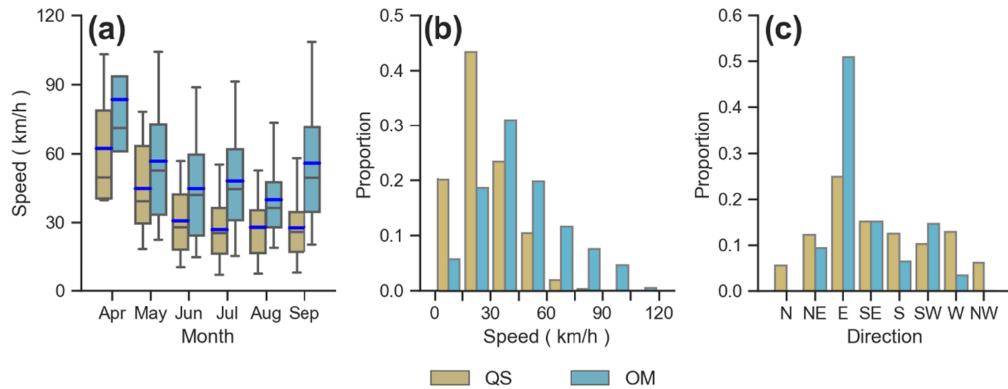 (a)
120
90
60
30
0
Speed ( km/h )
Apr May Jun Jul Aug Sep
Month
(b)
0.5
0.4
0.3
0.2
0.1
0.0
Proportion
0 30 60 90 120
Speed ( km/h )
(c)
0.6
0.5
0.4
0.3
0.2
0.1
0.0
Proportion
N NE E SE S SW W NW
Direction
QS OM